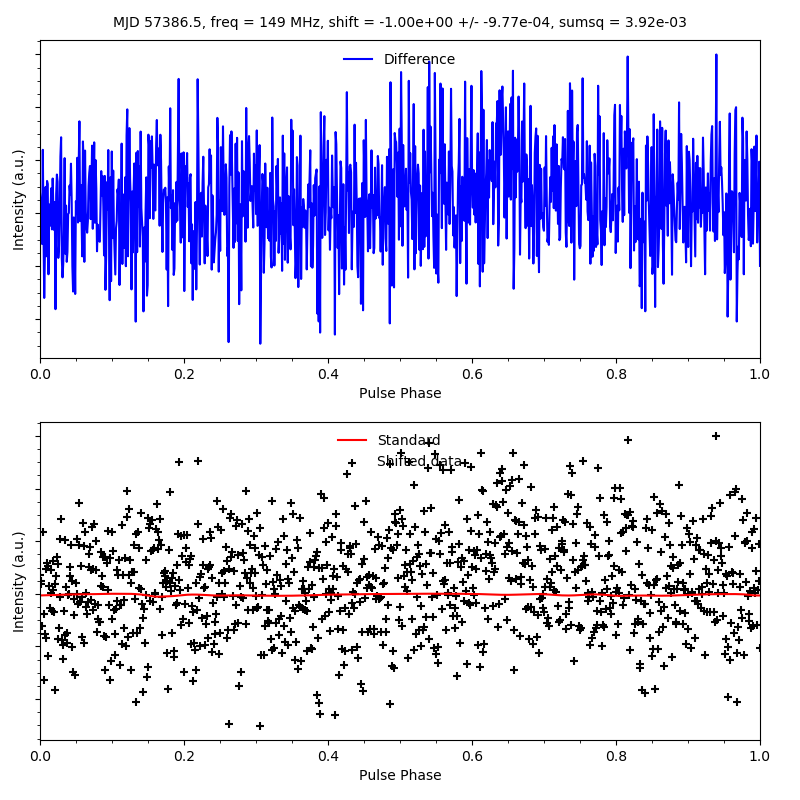 MJD 57386.5, freq = 149 MHz, shift = -1.00e+00 +/- -9.77e-04, sumsq = 3.92e-03
Difference
Intensity (a.u.)
0.0 0.2 0.4 0.6 0.8 1.0
Pulse Phase
Standard
Shifted data
Intensity (a.u.)
0.0 0.2 0.4 0.6 0.8 1.0
Pulse Phase